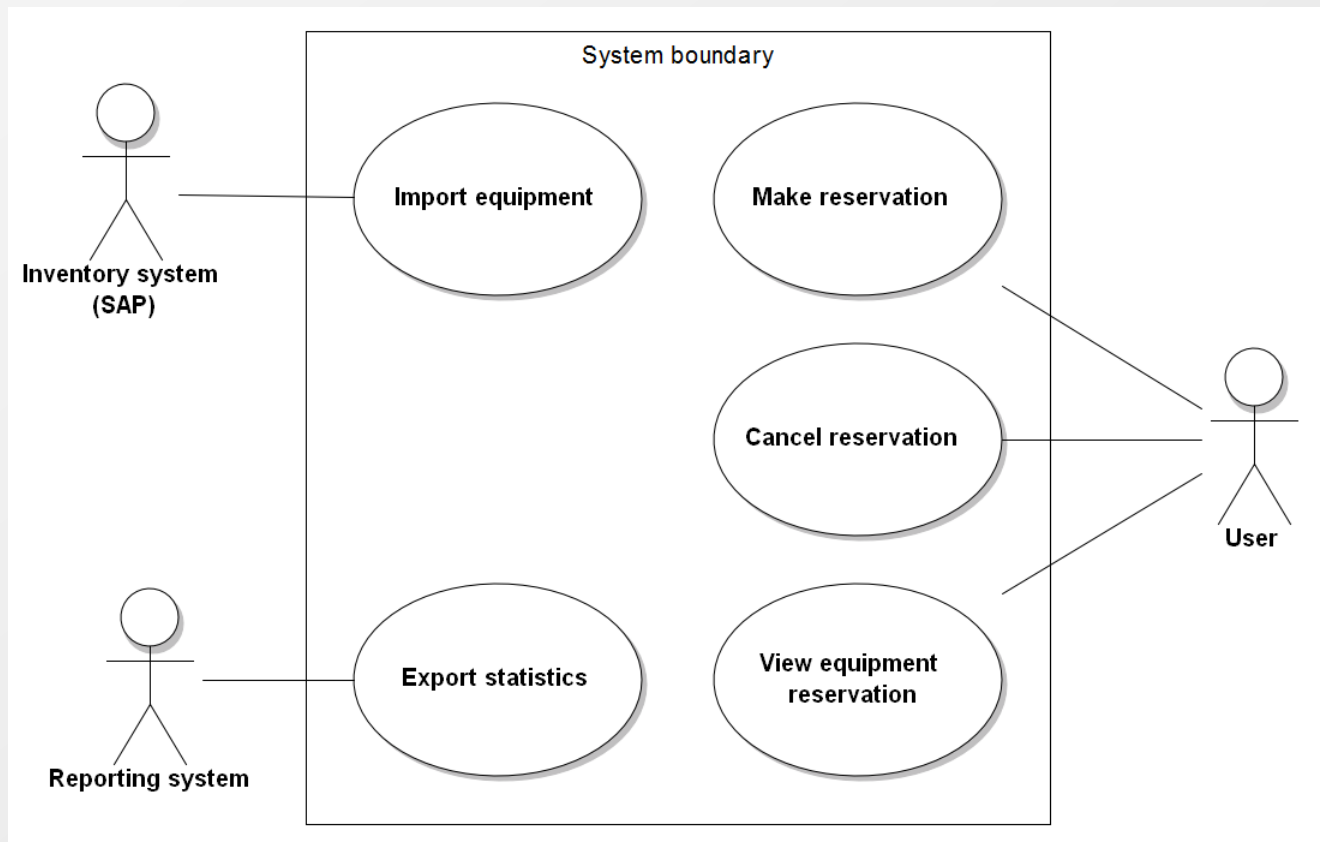 System boundary
Import equipment
Make reservation
Inventory system
(SAP)
Cancel reservation
User
Export statistics
View equipment
reservation
Reporting system